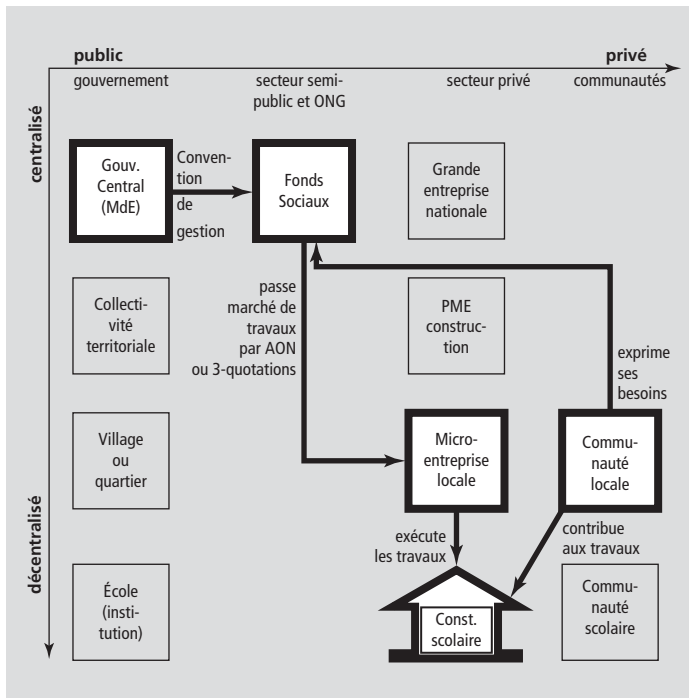 public
privé
gouvernement
secteur semi-
public et ONG
secteur privé
communautés
centralisé
décentralisé
Gouv.
Central
(MdE)
Conven-
tion
de
gestion
Fonds
Sociaux
Grande
entreprise
nationale
Collecti-
vité
territoriale
passe
marché de
travaux
par AON
ou 3-quotations
PME
construc-
tion
exprime
ses
besoins
Village
ou
quartier
Micro-
entreprise
locale
Commu-
nauté
locale
exécute
les travaux
contribue
aux travaux
École
(insti-
tution)
Const.
scolaire
Commu-
nauté
scolaire